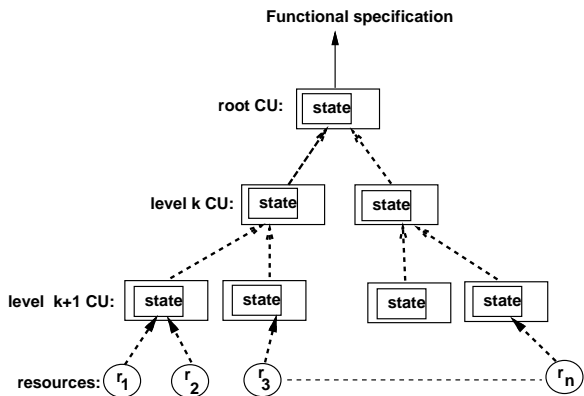 Functional specification
root CU: state
level k CU: state state
level k+1 CU: state state state state
resources: r1 r2 r3 rn